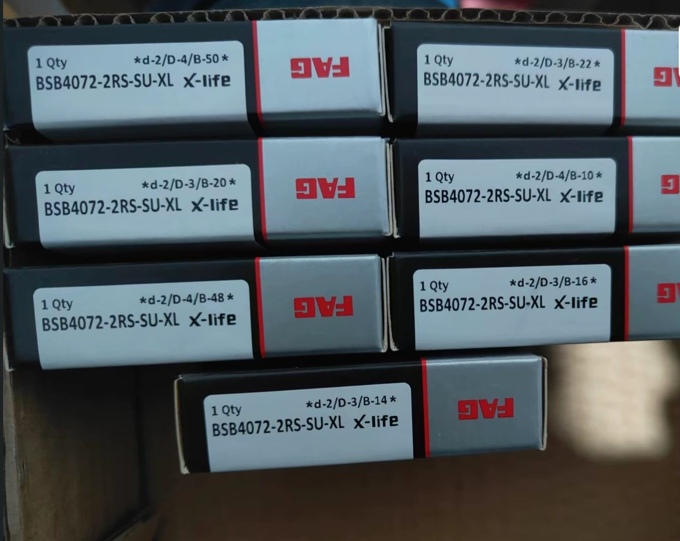 1 Qty *d-2/D-4/B-50*
BSB4072-2RS-SU-XL X-life
FAG
1 Qty *d-2/D-3/B-22*
BSB4072-2RS-SU-XL X-life
1 Qty *d-2/D-3/B-20*
BSB4072-2RS-SU-XL X-life
FAG
1 Qty *d-2/D-4/B-10*
BSB4072-2RS-SU-XL X-life
1 Qty *d-2/D-4/B-48*
BSB4072-2RS-SU-XL X-life
FAG
1 Qty *d-2/D-3/B-16*
BSB4072-2RS-SU-XL X-life
1 Qty *d-2/D-3/B-14*
BSB4072-2RS-SU-XL X-life
FAG